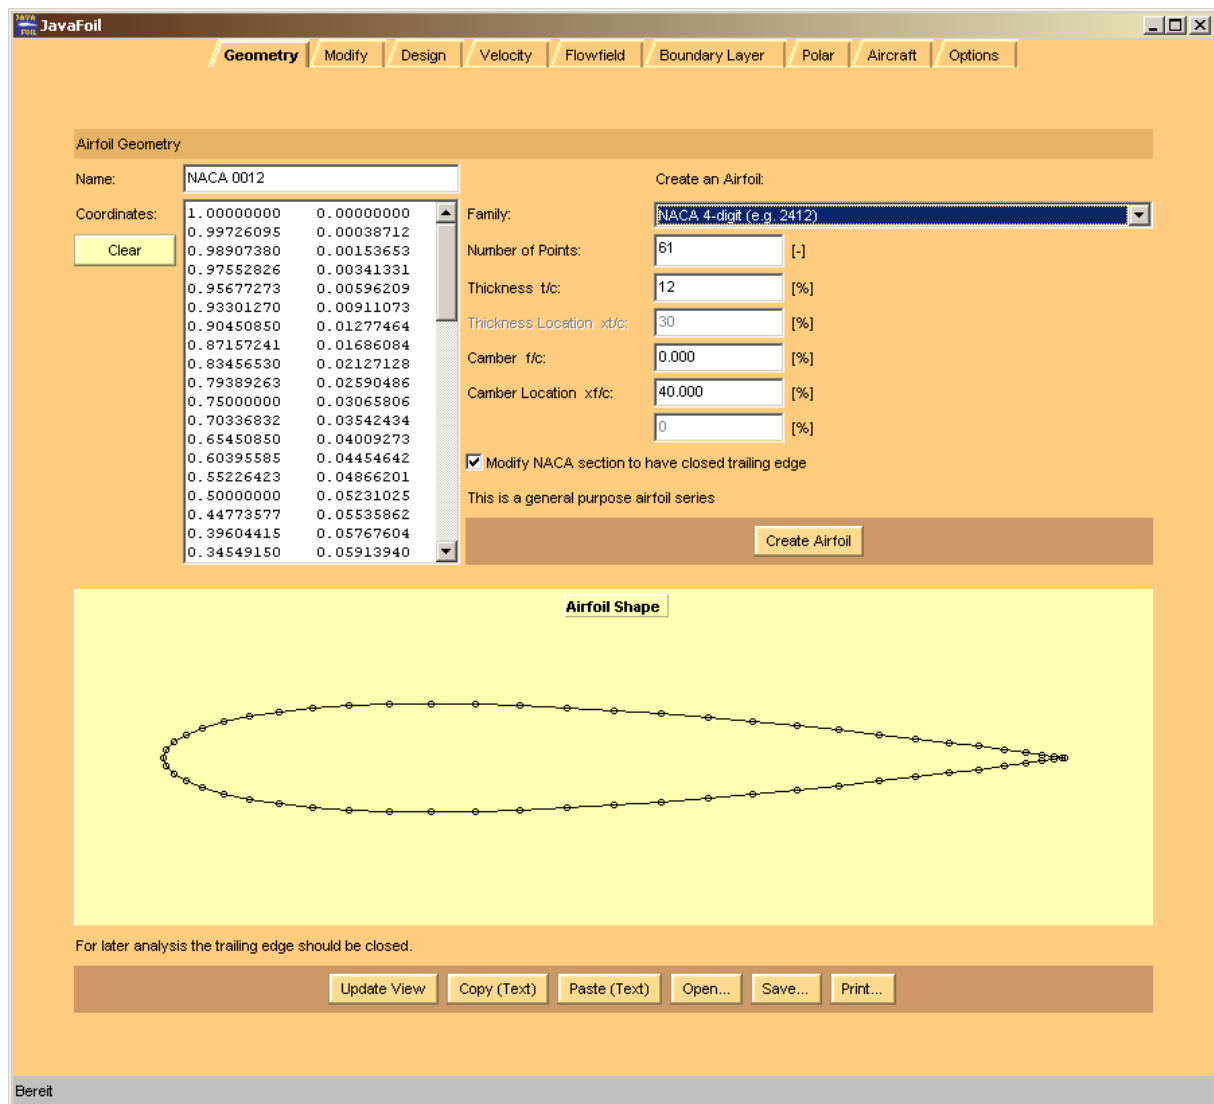 JAVA FOIL JavaFoil
Geometry Modify Design Velocity Flowfield Boundary Layer Polar Aircraft Options
Airfoil Geometry
Name: NACA 0012 Create an Airfoil:
Coordinates: Family: NACA 4-digit (e.g. 2412)
Clear
1.00000000 0.00000000
0.99726095 0.00038712
0.98907380 0.00153653
0.97552826 0.00341331
0.95677273 0.00596209
0.93301270 0.00911073
0.90450850 0.01277464
0.87157241 0.01686084
0.83456530 0.02127128
0.79389263 0.02590486
0.75000000 0.03065806
0.70336832 0.03542434
0.65450850 0.04009273
0.60395585 0.04454642
0.55226423 0.04866201
0.50000000 0.05231025
0.44773577 0.05535862
0.39604415 0.05767604
0.34549150 0.05913940
Number of Points: 61 [-]
Thickness t/c: 12 [%]
Thickness Location xt/c: 30 [%]
Camber f/c: 0.000 [%]
Camber Location xf/c: 40.000 [%]
0 [%]
Modify NACA section to have closed trailing edge
This is a general purpose airfoil series
Create Airfoil
Airfoil Shape
For later analysis the trailing edge should be closed.
Update View Copy (Text) Paste (Text) Open... Save... Print...
Bereit